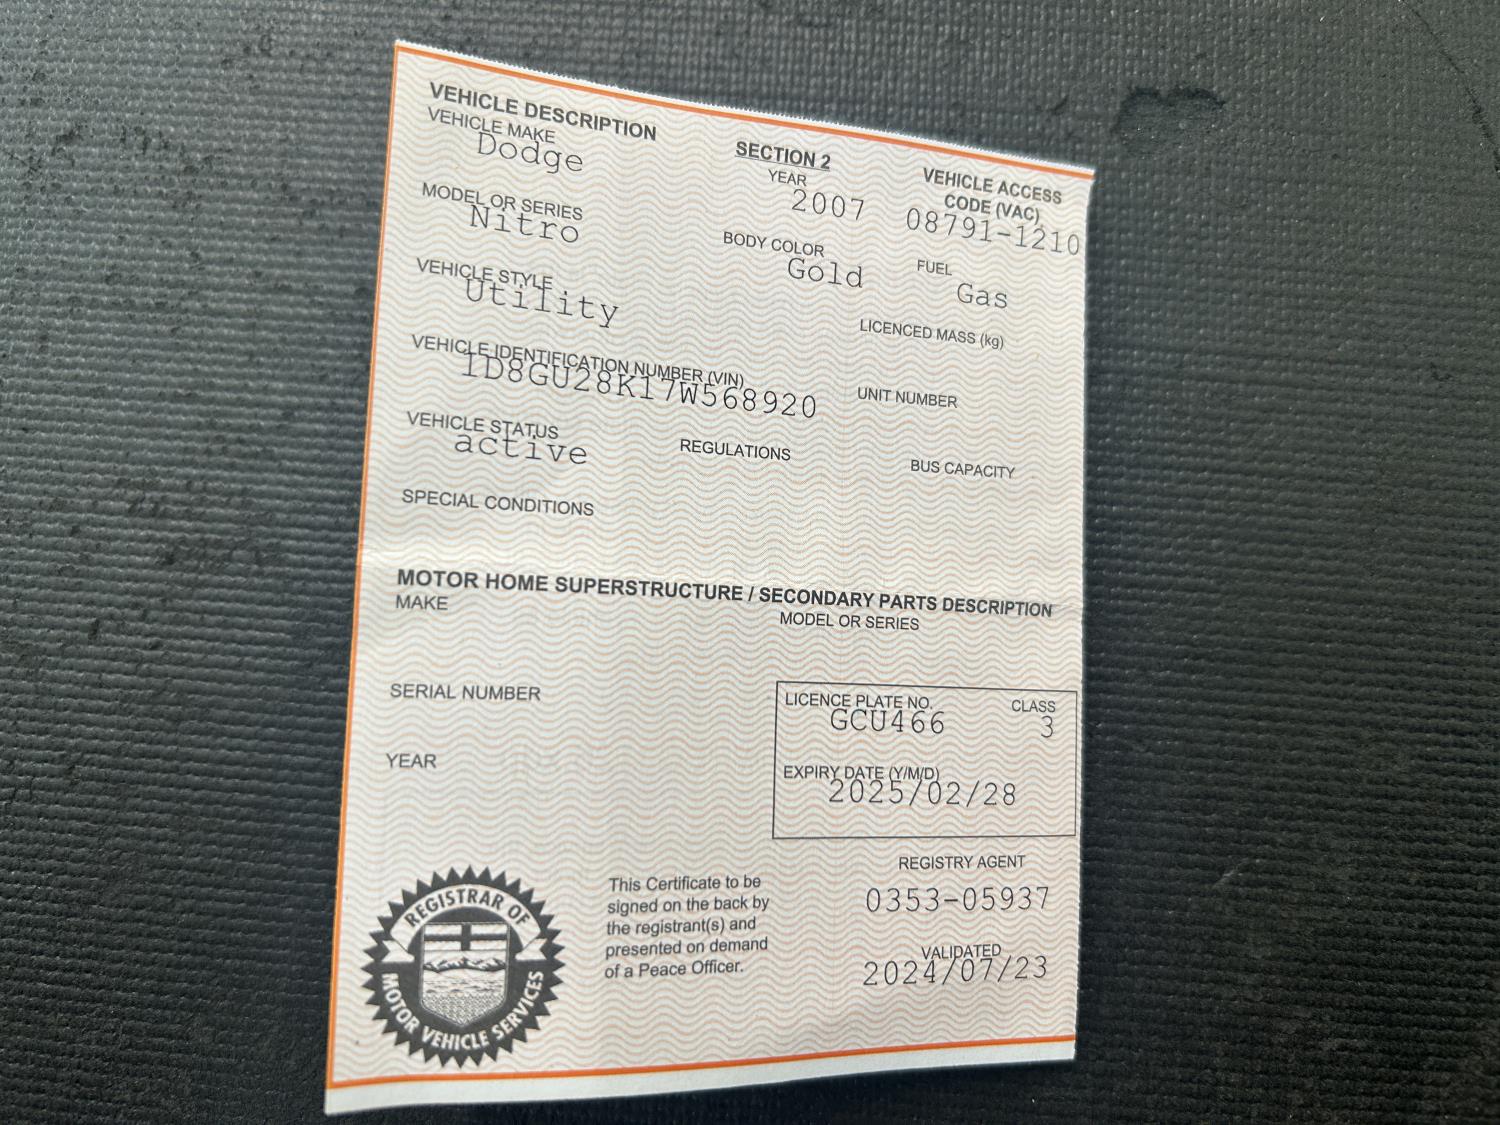 VEHICLE DESCRIPTION
SECTION 2
VEHICLE MAKE
Dodge
YEAR
2007
VEHICLE ACCESS
CODE (VAC)
08791-1210
MODEL OR SERIES
Nitro
BODY COLOR
Gold
FUEL
Gas
VEHICLE STYLE
Utility
LICENCED MASS (kg)
VEHICLE IDENTIFICATION NUMBER (VIN)
1D8GU28K17W568920
UNIT NUMBER
VEHICLE STATUS
active
REGULATIONS
BUS CAPACITY
SPECIAL CONDITIONS
MOTOR HOME SUPERSTRUCTURE / SECONDARY PARTS DESCRIPTION
MAKE
MODEL OR SERIES
SERIAL NUMBER
YEAR
LICENCE PLATE NO.
GCU466
CLASS
3
EXPIRY DATE (Y/M/D)
2025/02/28
REGISTRAR OF
MOTOR VEHICLE SERVICES
This Certificate to be
signed on the back by
the registrant(s) and
presented on demand
of a Peace Officer.
REGISTRY AGENT
0353-05937
VALIDATED
2024/07/23